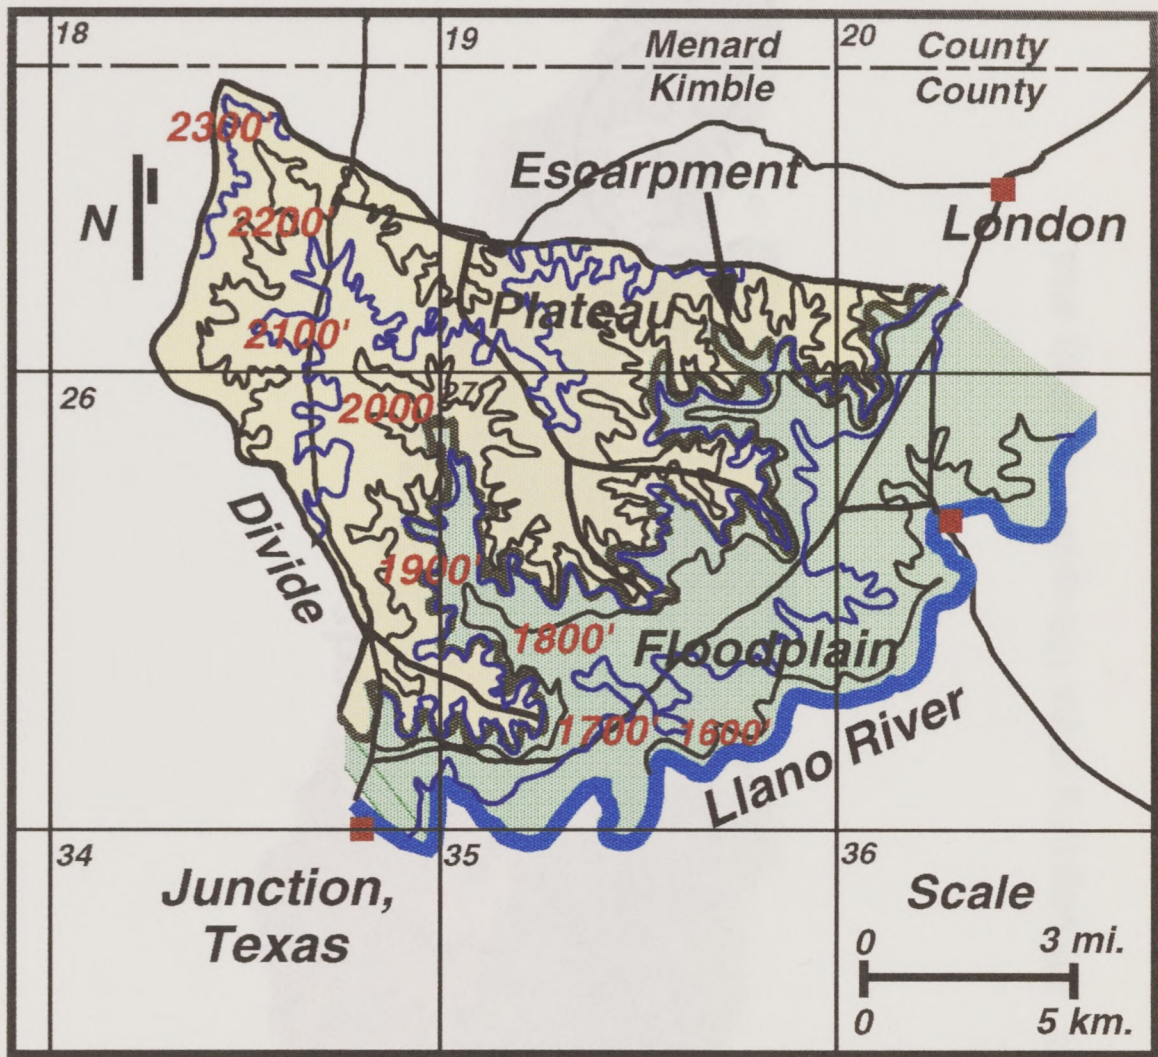 18
19
20
Menard County
Kimble County
2300'
Escarpment
N
2200'
London
Plateau
2100'
26
27
2000
Divide
1900'
1800'
Floodplain
1700'
1600'
Llano River
34
35
36
Junction,
Texas
Scale
0 3 mi.
0 5 km.